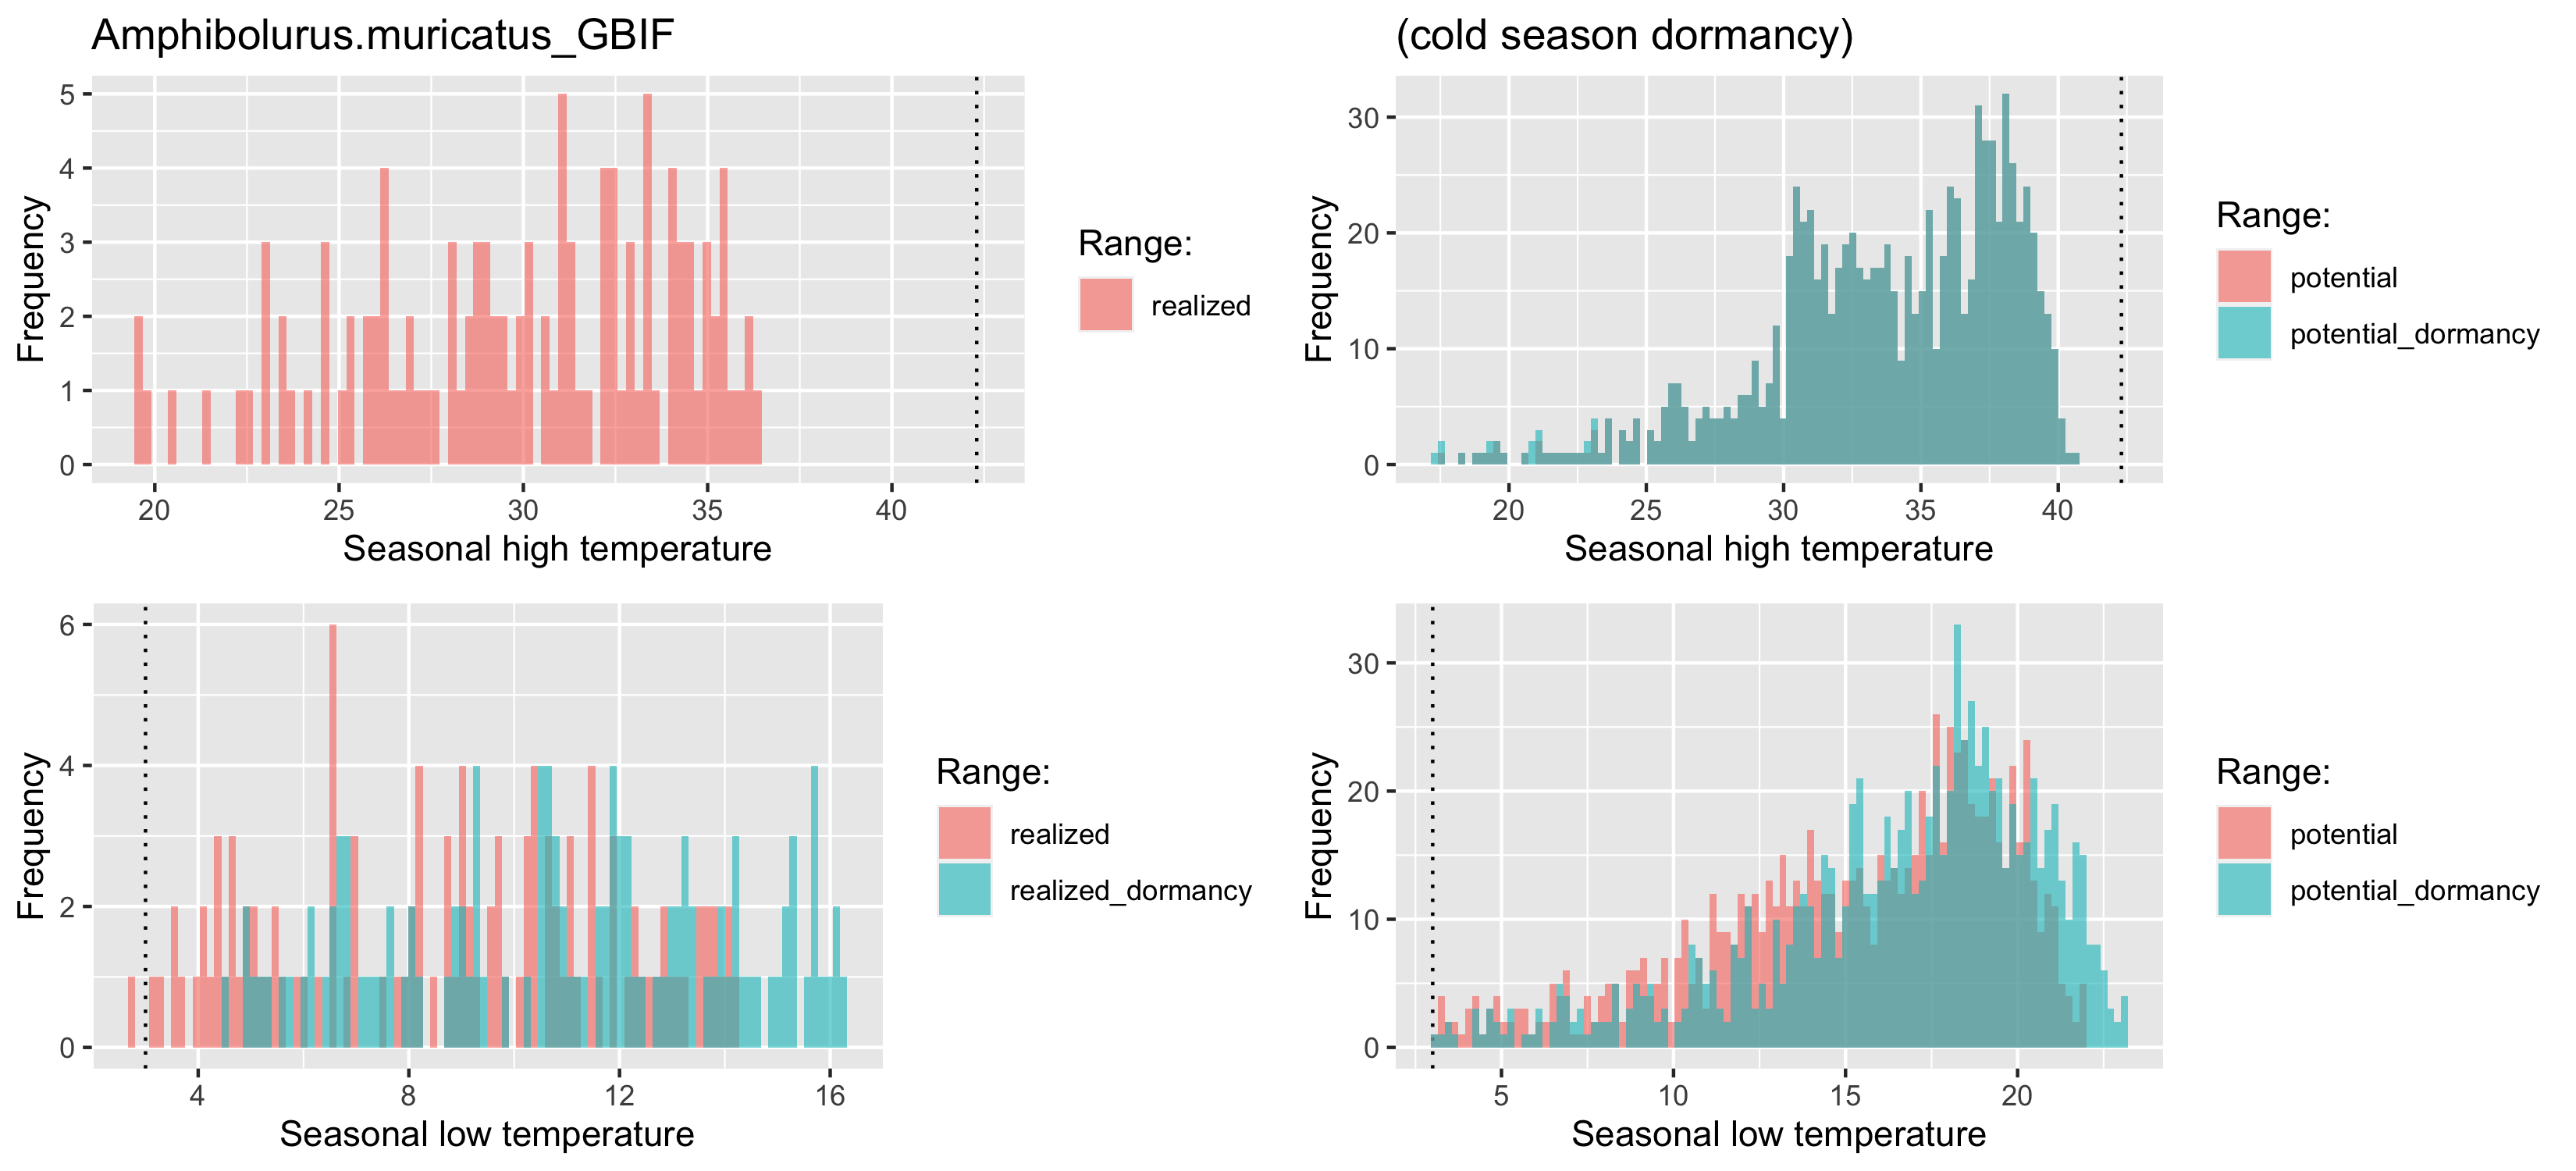 Amphibolurus.muricatus_GBIF
Frequency
5
4
3
2
1
0
20 25 30 35 40
Seasonal high temperature
Range:
realized
(cold season dormancy)
Frequency
30
20
10
0
20 25 30 35 40
Seasonal high temperature
Range:
potential
potential_dormancy
Frequency
6
4
2
0
4 8 12 16
Seasonal low temperature
Range:
realized
realized_dormancy
Frequency
30
20
10
0
5 10 15 20
Seasonal low temperature
Range:
potential
potential_dormancy